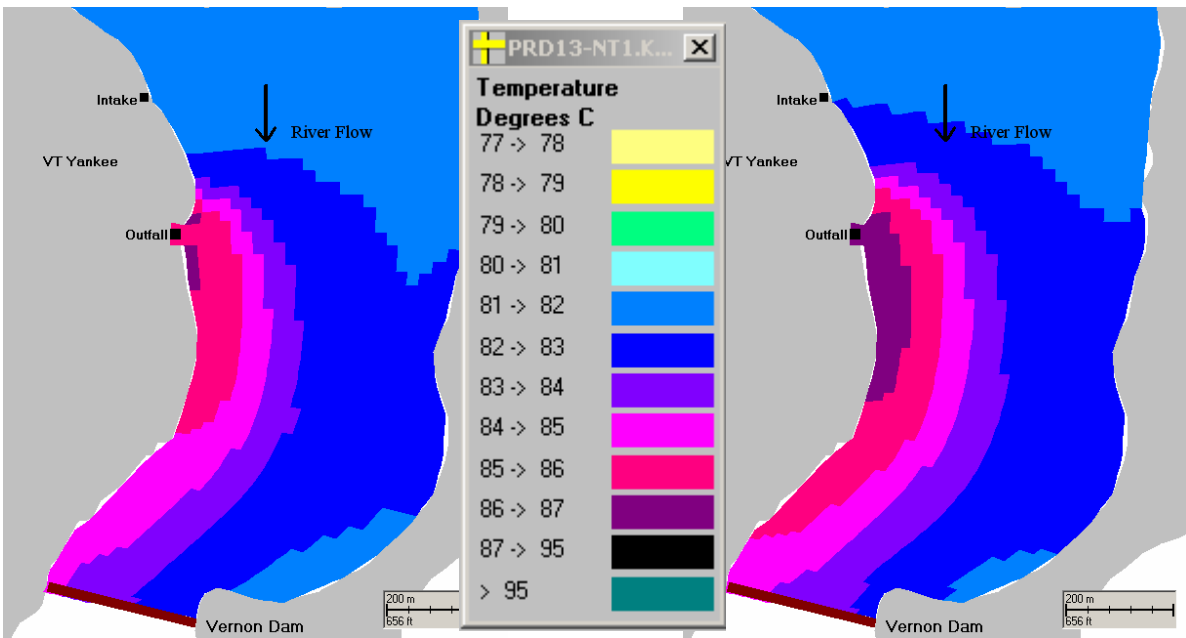 Intake
River Flow
VT Yankee
Outfall
200 m
656 ft
Vernon Dam
PRD13-NT1.K...
Temperature
Degrees C
77 -> 78
78 -> 79
79 -> 80
80 -> 81
81 -> 82
82 -> 83
83 -> 84
84 -> 85
85 -> 86
86 -> 87
87 -> 95
> 95
Intake
River Flow
VT Yankee
Outfall
200 m
656 ft
Vernon Dam